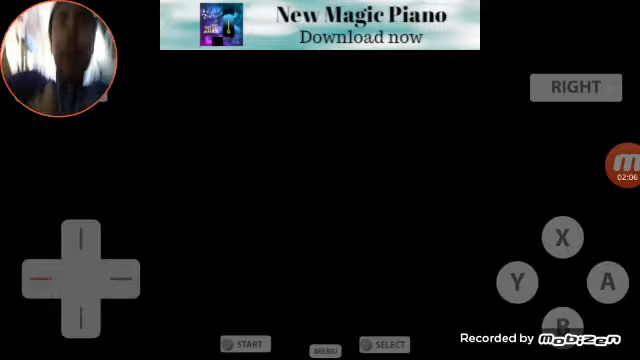 New Magic Piano
Download now
RIGHT
02:06
X
Y
A
B
START
MENU
SELECT
Recorded by mobizen